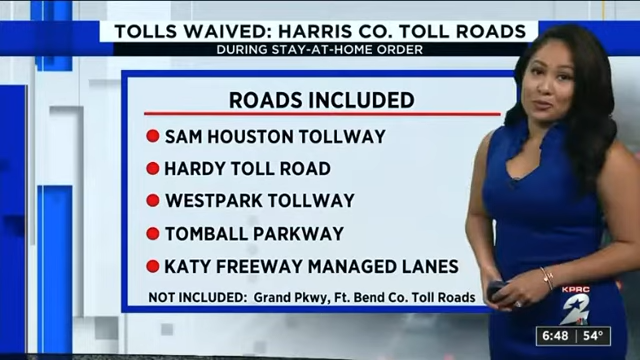 TOLLS WAIVED: HARRIS CO. TOLL ROADS
DURING STAY-AT-HOME ORDER
ROADS INCLUDED
SAM HOUSTON TOLLWAY
HARDY TOLL ROAD
WESTPARK TOLLWAY
TOMBALL PARKWAY
KATY FREEWAY MANAGED LANES
NOT INCLUDED: Grand Pkwy, Ft. Bend Co. Toll Roads
KPRC
2
6:48 54°